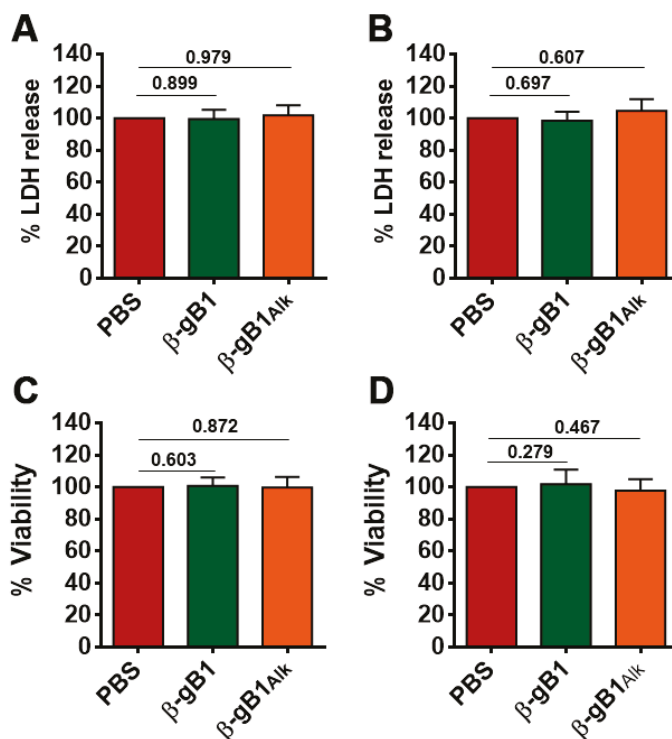 A
% LDH release
140
120
100
80
60
40
20
0
0.979
0.899
PBS
β-gB1
β-gB1Alk
B
% LDH release
140
120
100
80
60
40
20
0
0.607
0.697
PBS
β-gB1
β-gB1Alk
C
% Viability
140
120
100
80
60
40
20
0
0.872
0.603
PBS
β-gB1
β-gB1Alk
D
% Viability
140
120
100
80
60
40
20
0
0.467
0.279
PBS
β-gB1
β-gB1Alk